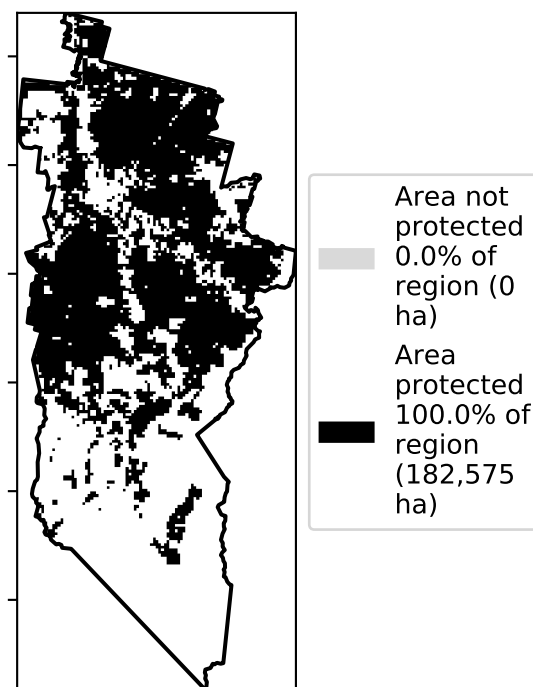 Area not
protected
0.0% of
region (0
ha)
Area
protected
100.0% of
region
(182,575
ha)